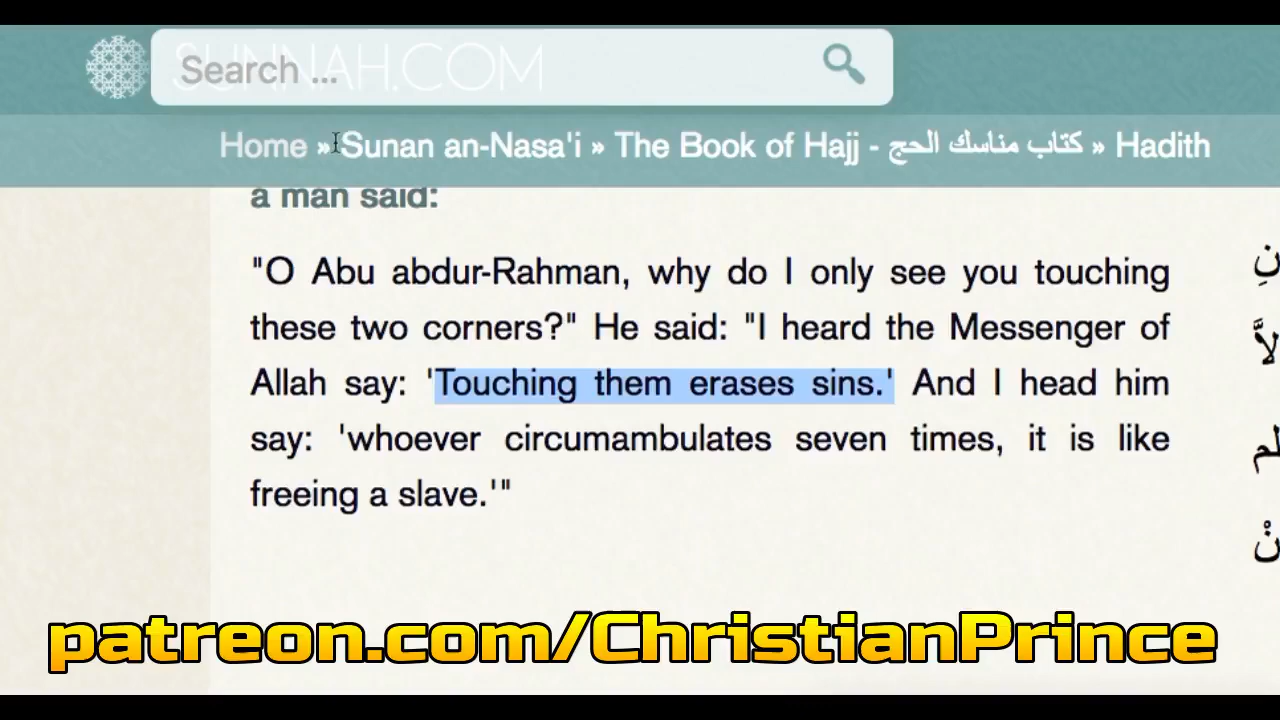 SUNNAH.COM
Search ...
Home » Sunan an-Nasa'i » The Book of Hajj - كتاب مناسك الحج » Hadith
a man said:
"O Abu abdur-Rahman, why do I only see you touching
these two corners?" He said: "I heard the Messenger of
Allah say: 'Touching them erases sins.' And I head him
say: 'whoever circumambulates seven times, it is like
freeing a slave.'"
patreon.com/ChristianPrince